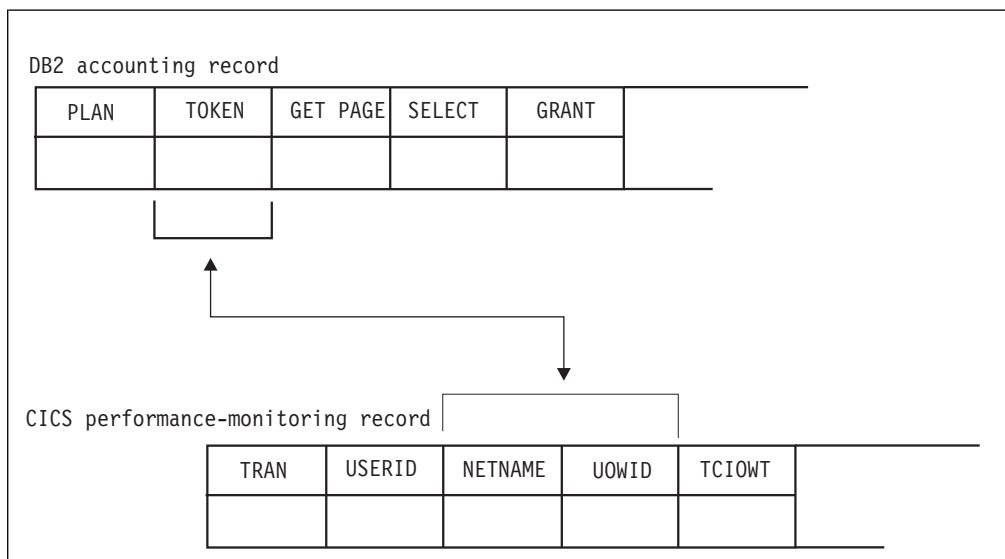 DB2 accounting record
PLAN TOKEN GET PAGE SELECT GRANT
CICS performance-monitoring record
TRAN USERID NETNAME UOWID TCIOWT